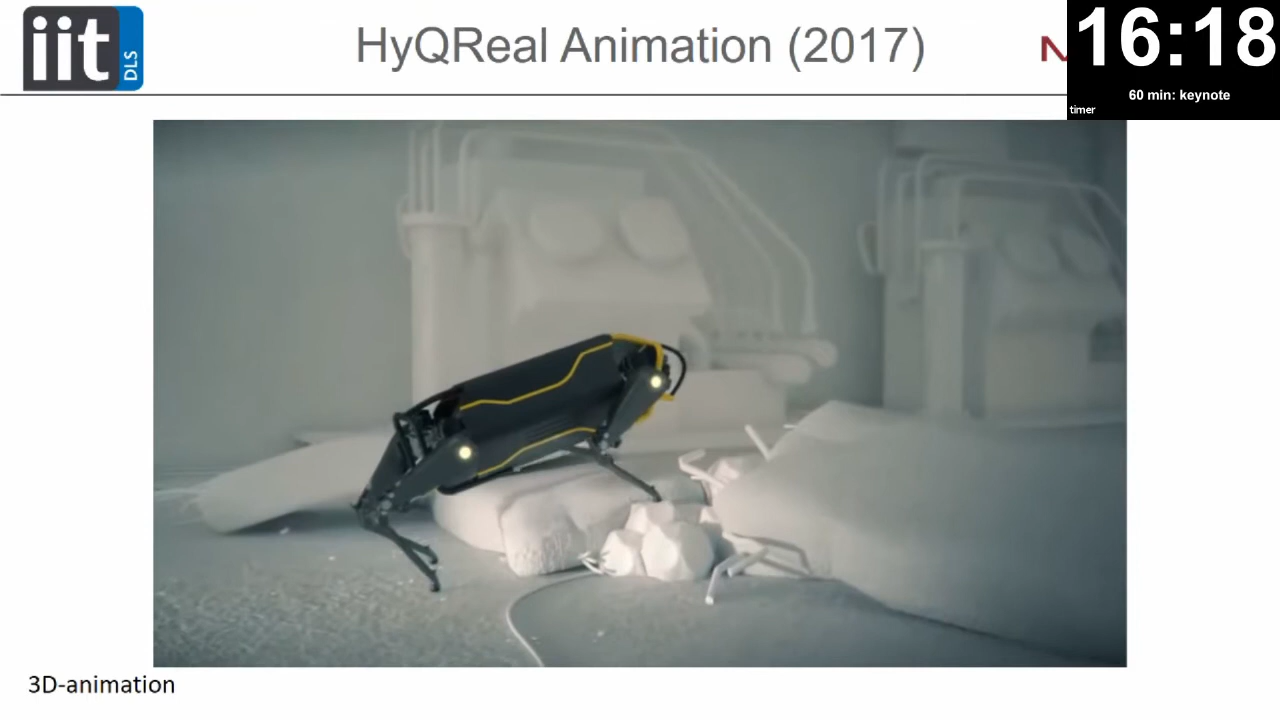 iit
DLS
HyQReal Animation (2017)
16:18
60 min: keynote
timer
3D-animation